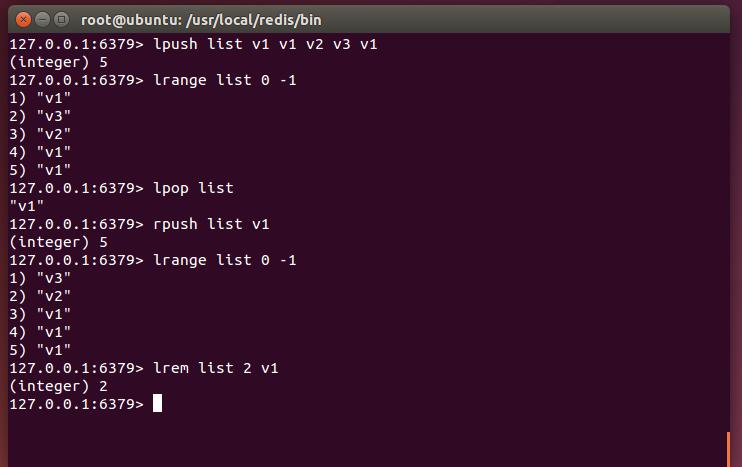 root@ubuntu: /usr/local/redis/bin
127.0.0.1:6379> lpush list v1 v1 v2 v3 v1
(integer) 5
127.0.0.1:6379> lrange list 0 -1
1) "v1"
2) "v3"
3) "v2"
4) "v1"
5) "v1"
127.0.0.1:6379> lpop list
"v1"
127.0.0.1:6379> rpush list v1
(integer) 5
127.0.0.1:6379> lrange list 0 -1
1) "v3"
2) "v2"
3) "v1"
4) "v1"
5) "v1"
127.0.0.1:6379> lrem list 2 v1
(integer) 2
127.0.0.1:6379>